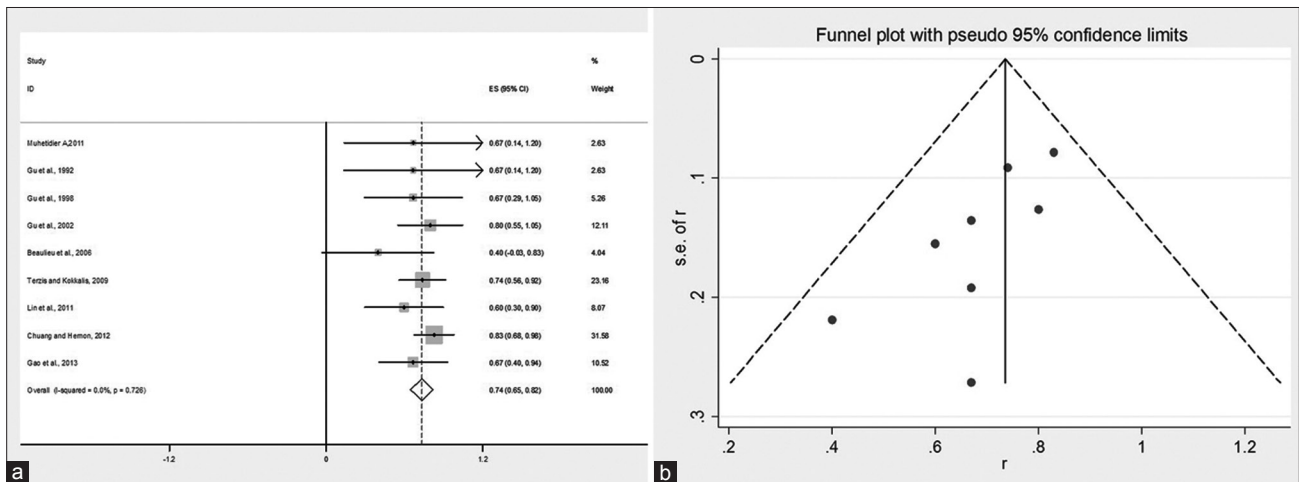 Study %
ID ES (95% CI) Weight
Muhetidier A,2011 0.67 (0.14, 1.20) 2.63
Gu et al., 1992 0.67 (0.14, 1.20) 2.63
Gu et al., 1998 0.67 (0.29, 1.05) 5.26
Gu et al., 2002 0.80 (0.55, 1.05) 12.11
Beaulieu et al., 2006 0.40 (-0.03, 0.83) 4.04
Terzis and Kokkalis, 2009 0.74 (0.56, 0.92) 23.16
Lin et al., 2011 0.60 (0.30, 0.90) 8.07
Chuang and Hemon, 2012 0.83 (0.68, 0.98) 31.58
Gao et al., 2013 0.67 (0.40, 0.94) 10.52
Overall (I-squared = 0.0%, p = 0.726) 0.74 (0.65, 0.82) 100.00
-1.2 0 1.2
a
Funnel plot with pseudo 95% confidence limits
s.e. of r
0
.1
.2
.3
.2 .4 .6 .8 1 1.2
r
b